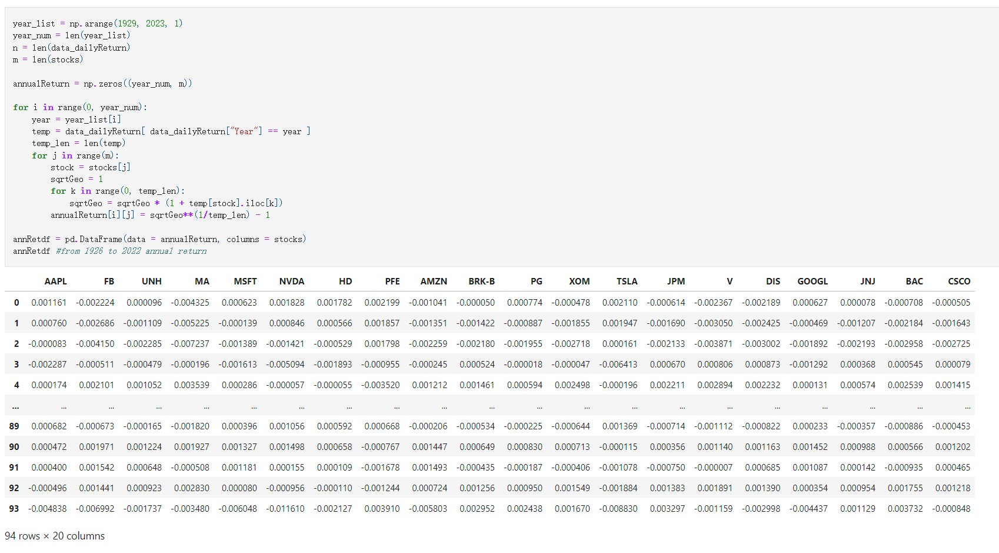 year_list = np.arange(1929, 2023, 1)
year_num = len(year_list)
n = len(data_dailyReturn)
m = len(stocks)
annualReturn = np.zeros((year_num, m))
for i in range(0, year_num):
year = year_list[i]
temp = data_dailyReturn[ data_dailyReturn["Year"] == year ]
temp_len = len(temp)
for j in range(m):
stock = stocks[j]
sqrtGeo = 1
for k in range(0, temp_len):
sqrtGeo = sqrtGeo * (1 + temp[stock].iloc[k])
annualReturn[i][j] = sqrtGeo**(1/temp_len) - 1
annRetdf = pd.DataFrame(data = annualReturn, columns = stocks)
annRetdf #from 1926 to 2022 annual return
AAPL FB UNH MA MSFT NVDA HD PFE AMZN BRK-B PG XOM TSLA JPM V DIS GOOGL JNJ BAC CSCO
0 0.001161 -0.002224 0.000096 -0.004325 0.000623 0.001828 0.001782 0.002199 -0.001041 -0.000050 0.000774 -0.000478 0.002110 -0.000614 -0.002367 -0.002189 0.000627 0.000078 -0.000708 -0.000505
1 0.000760 -0.002686 -0.001109 -0.005225 -0.000139 0.000846 0.000566 0.001857 -0.001351 -0.001422 -0.000887 -0.001855 0.001947 -0.001690 -0.003050 -0.002425 -0.000469 -0.001207 -0.002184 -0.001643
2 -0.000083 -0.004150 -0.002285 -0.007237 -0.001389 -0.001421 -0.000529 0.001798 -0.002259 -0.002180 -0.001955 -0.002718 0.000161 -0.002133 -0.003871 -0.003002 -0.001892 -0.002193 -0.002958 -0.002725
3 -0.002287 -0.000511 -0.000479 -0.000196 -0.001613 -0.005094 -0.001893 -0.000955 -0.000245 0.000524 -0.000018 -0.000047 -0.006413 0.000670 0.000806 0.000873 -0.001292 0.000368 0.000545 0.000079
4 0.000174 0.002101 0.001052 0.003539 0.000286 -0.000057 -0.000055 -0.003520 0.001212 0.001461 0.000594 0.002498 -0.000196 0.002211 0.002894 0.002232 0.000131 0.000574 0.002539 0.001415
... ... ... ... ... ... ... ... ... ... ... ... ... ... ... ... ... ... ... ... ...
89 0.000682 -0.000673 -0.000165 -0.001820 0.000396 0.001056 0.000592 0.000668 -0.000206 -0.000534 -0.000225 -0.000644 0.001369 -0.000714 -0.001112 -0.000822 0.000233 -0.000357 -0.000886 -0.000453
90 0.000472 0.001971 0.001224 0.001927 0.001327 0.001498 0.000658 -0.000767 0.001447 0.000649 0.000830 0.000713 -0.000115 0.000356 0.001140 0.001163 0.001452 0.000988 0.000566 0.001202
91 0.000400 0.001542 0.000648 -0.000508 0.001181 0.000155 0.000109 -0.001678 0.001493 -0.000435 -0.000187 -0.000406 -0.001078 -0.000750 -0.000007 0.000685 0.001087 0.000142 -0.000935 0.000465
92 -0.000496 0.001441 0.000923 0.002830 0.000080 -0.000956 -0.000110 -0.001244 0.000724 0.001256 0.000950 0.001549 -0.001884 0.001383 0.001891 0.001390 0.000354 0.000954 0.001755 0.001218
93 -0.004838 -0.006992 -0.001737 -0.003480 -0.006048 -0.011610 -0.002127 0.003910 -0.005803 0.002952 0.002438 0.001670 -0.008830 0.003297 -0.001159 -0.002998 -0.004437 0.001129 0.003732 -0.000848
94 rows × 20 columns